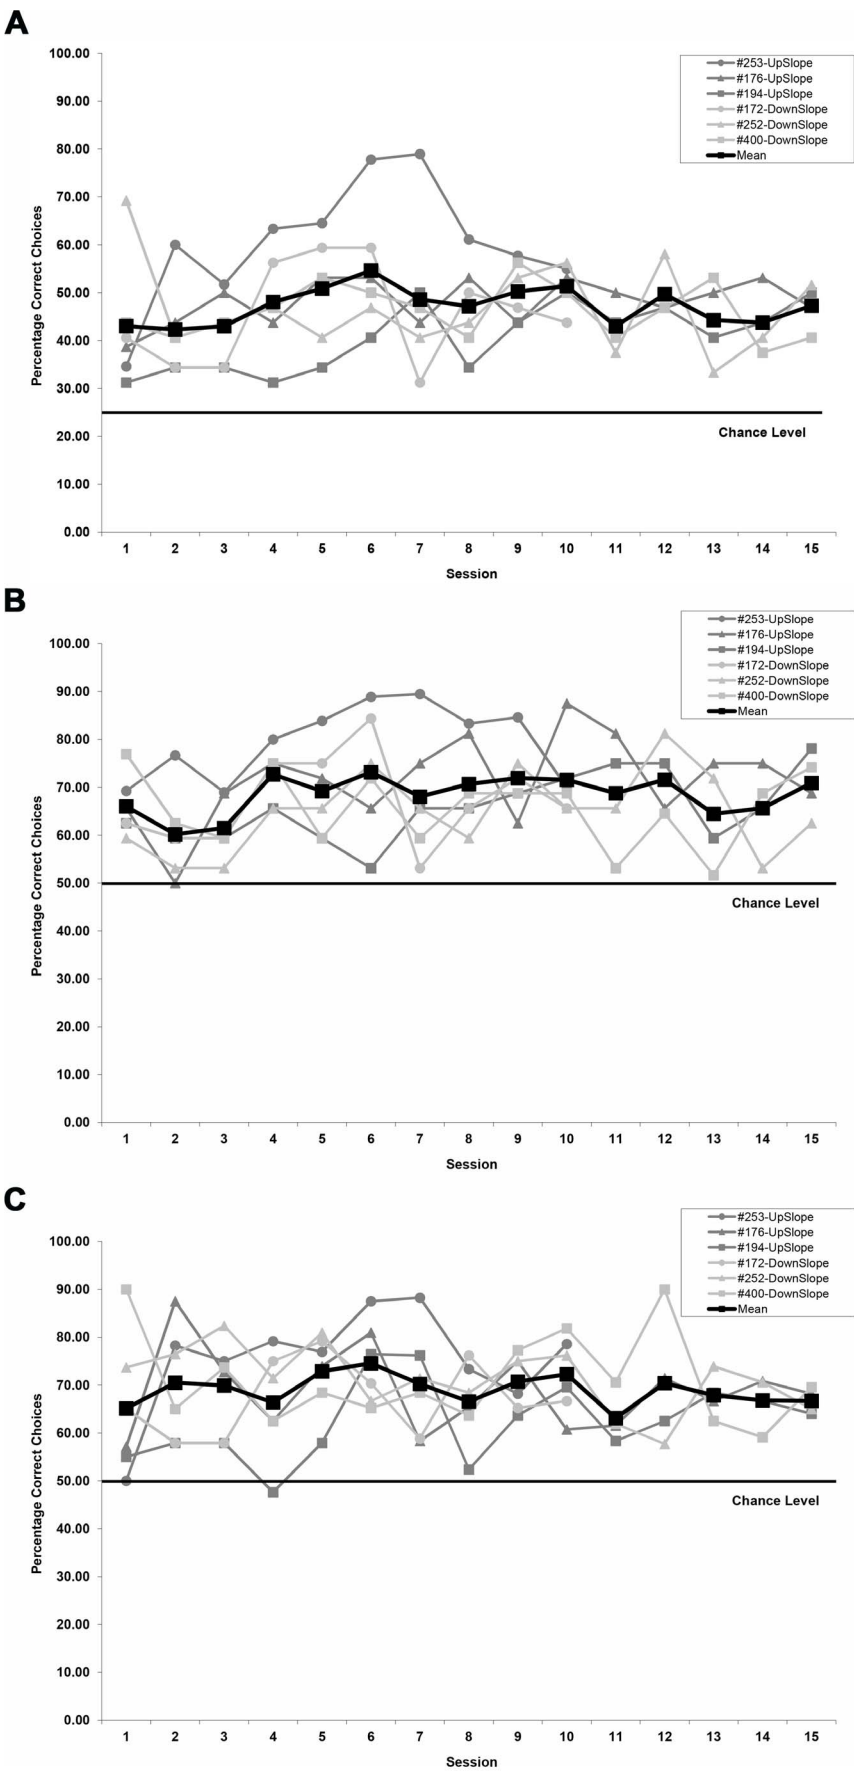 A
100.00
90.00
80.00
70.00
60.00
50.00
40.00
30.00
20.00
10.00
0.00
Percentage Correct Choices
#253-UpSlope
#176-UpSlope
#194-UpSlope
#172-DownSlope
#252-DownSlope
#400-DownSlope
Mean
Chance Level
1 2 3 4 5 6 7 8 9 10 11 12 13 14 15
Session
B
100.00
90.00
80.00
70.00
60.00
50.00
40.00
30.00
20.00
10.00
0.00
Percentage Correct Choices
#253-UpSlope
#176-UpSlope
#194-UpSlope
#172-DownSlope
#252-DownSlope
#400-DownSlope
Mean
Chance Level
1 2 3 4 5 6 7 8 9 10 11 12 13 14 15
Session
C
100.00
90.00
80.00
70.00
60.00
50.00
40.00
30.00
20.00
10.00
0.00
Percentage Correct Choices
#253-UpSlope
#176-UpSlope
#194-UpSlope
#172-DownSlope
#252-DownSlope
#400-DownSlope
Mean
Chance Level
1 2 3 4 5 6 7 8 9 10 11 12 13 14 15
Session